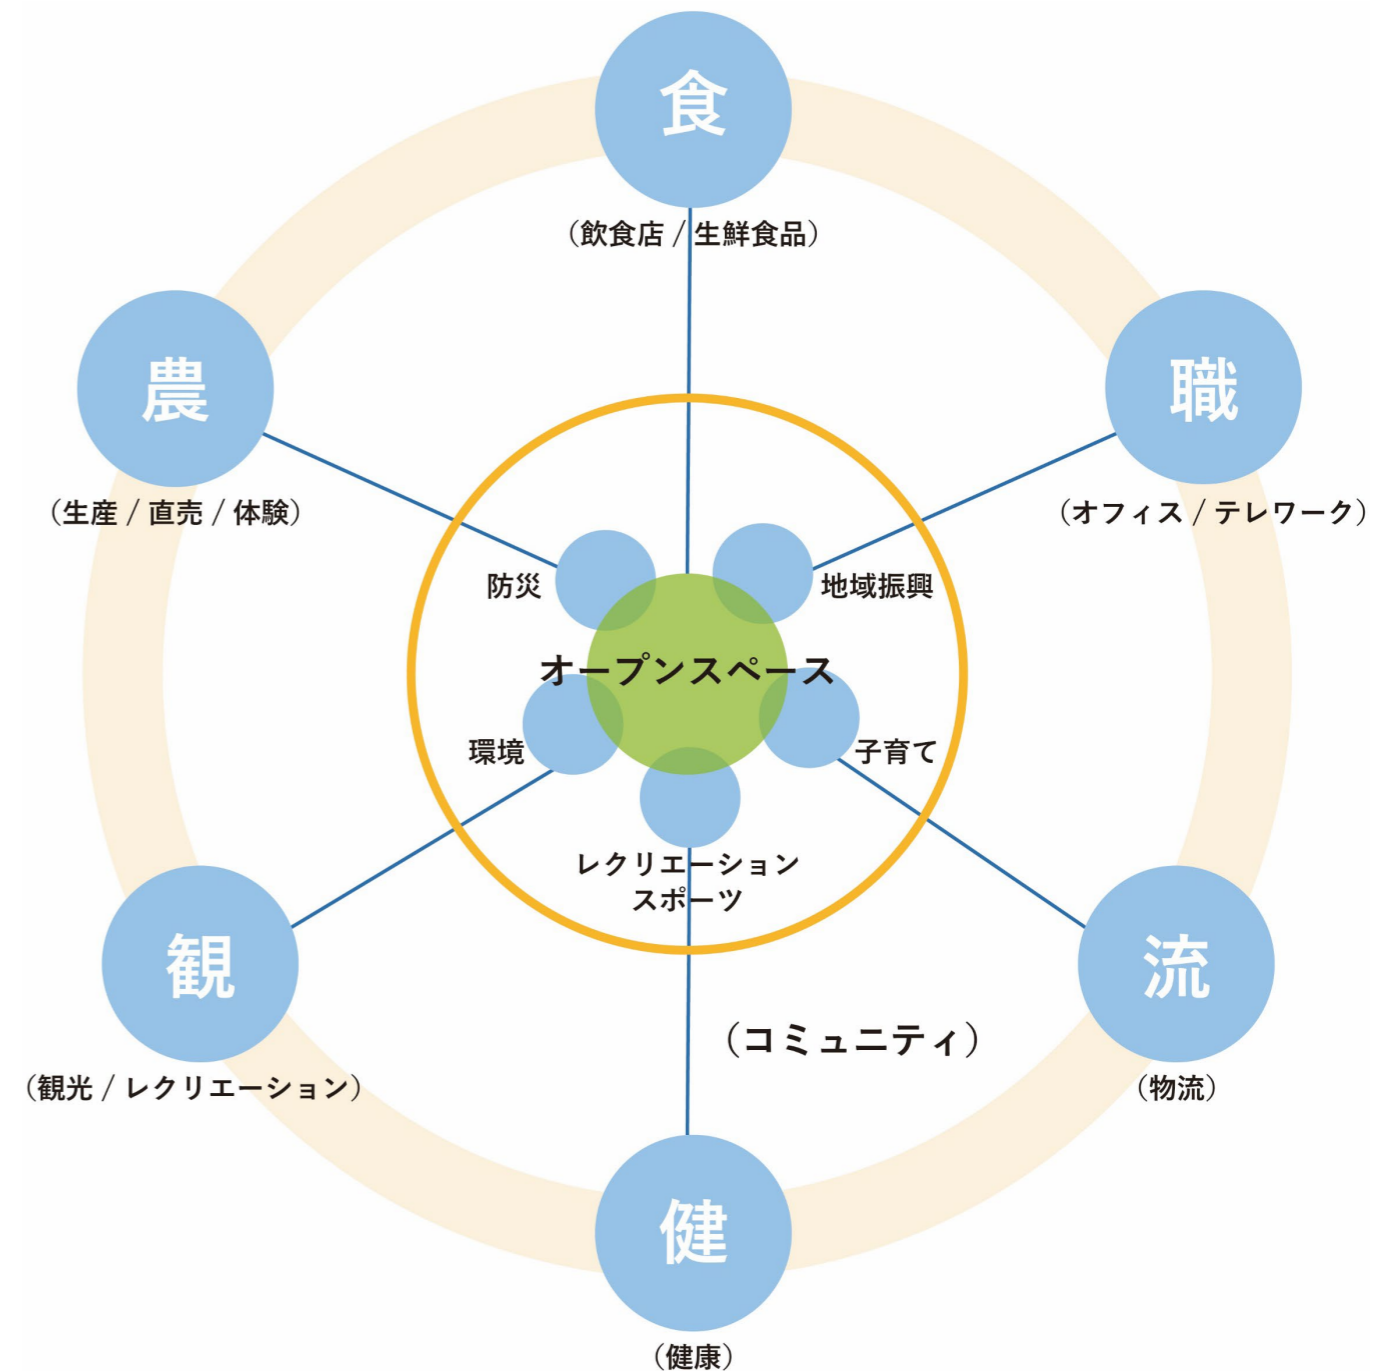 食
（飲食店 / 生鮮食品）
農
（生産 / 直売 / 体験）
職
（オフィス / テレワーク）
防災
地域振興
オープンスペース
環境
子育て
レクリエーション
スポーツ
観
（観光 / レクリエーション）
流
（物流）
（コミュニティ）
健
（健康）